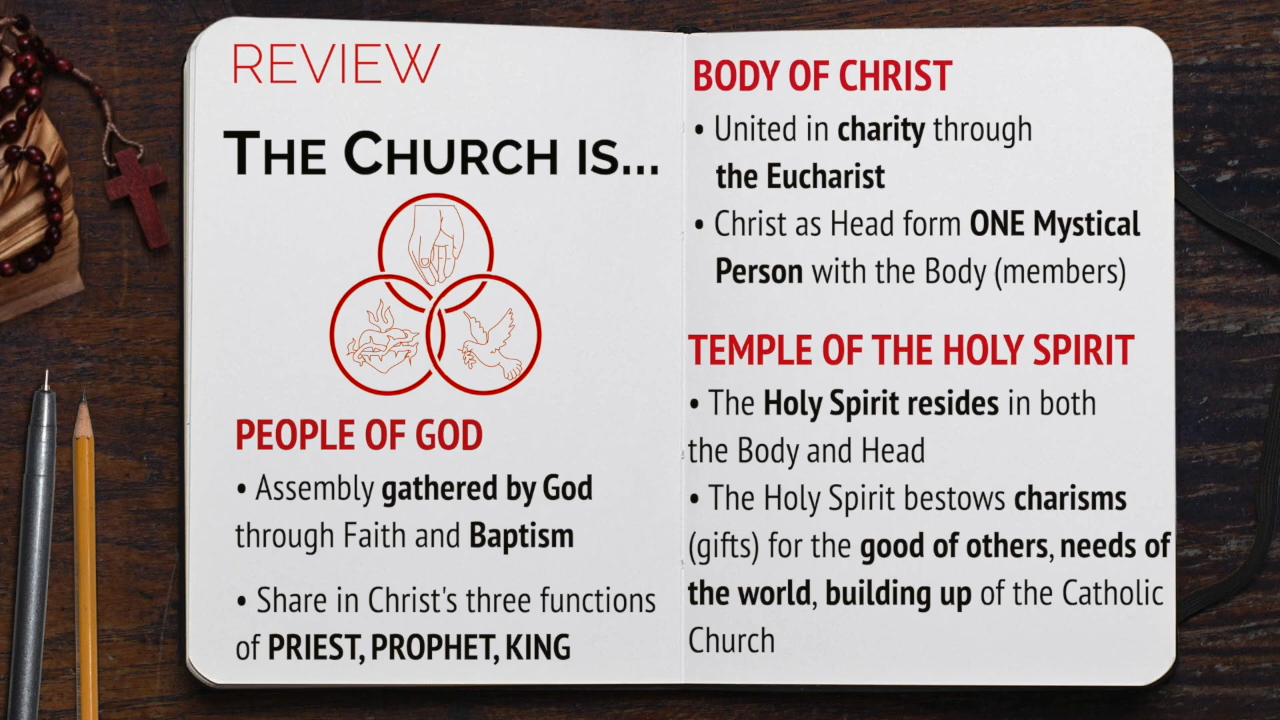 REVIEW
THE CHURCH IS...
PEOPLE OF GOD
• Assembly gathered by God
through Faith and Baptism
• Share in Christ's three functions
of PRIEST, PROPHET, KING
BODY OF CHRIST
• United in charity through
the Eucharist
• Christ as Head form ONE Mystical
Person with the Body (members)
TEMPLE OF THE HOLY SPIRIT
• The Holy Spirit resides in both
the Body and Head
• The Holy Spirit bestows charisms
(gifts) for the good of others, needs of
the world, building up of the Catholic
Church